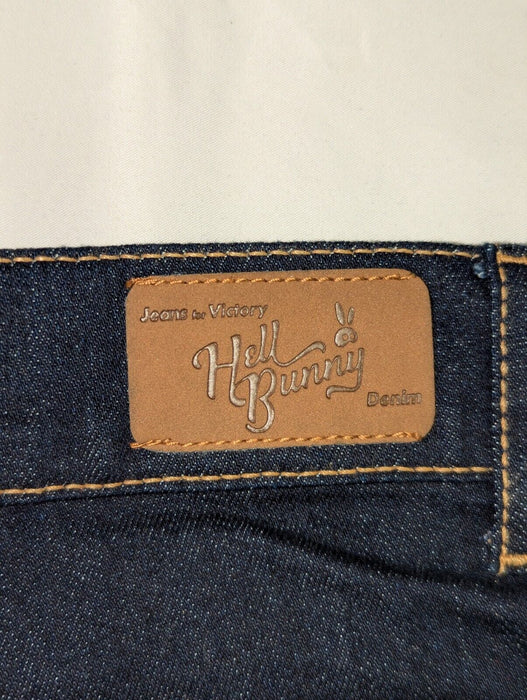 Jeans for Victory
Hell
Bunny
Denim